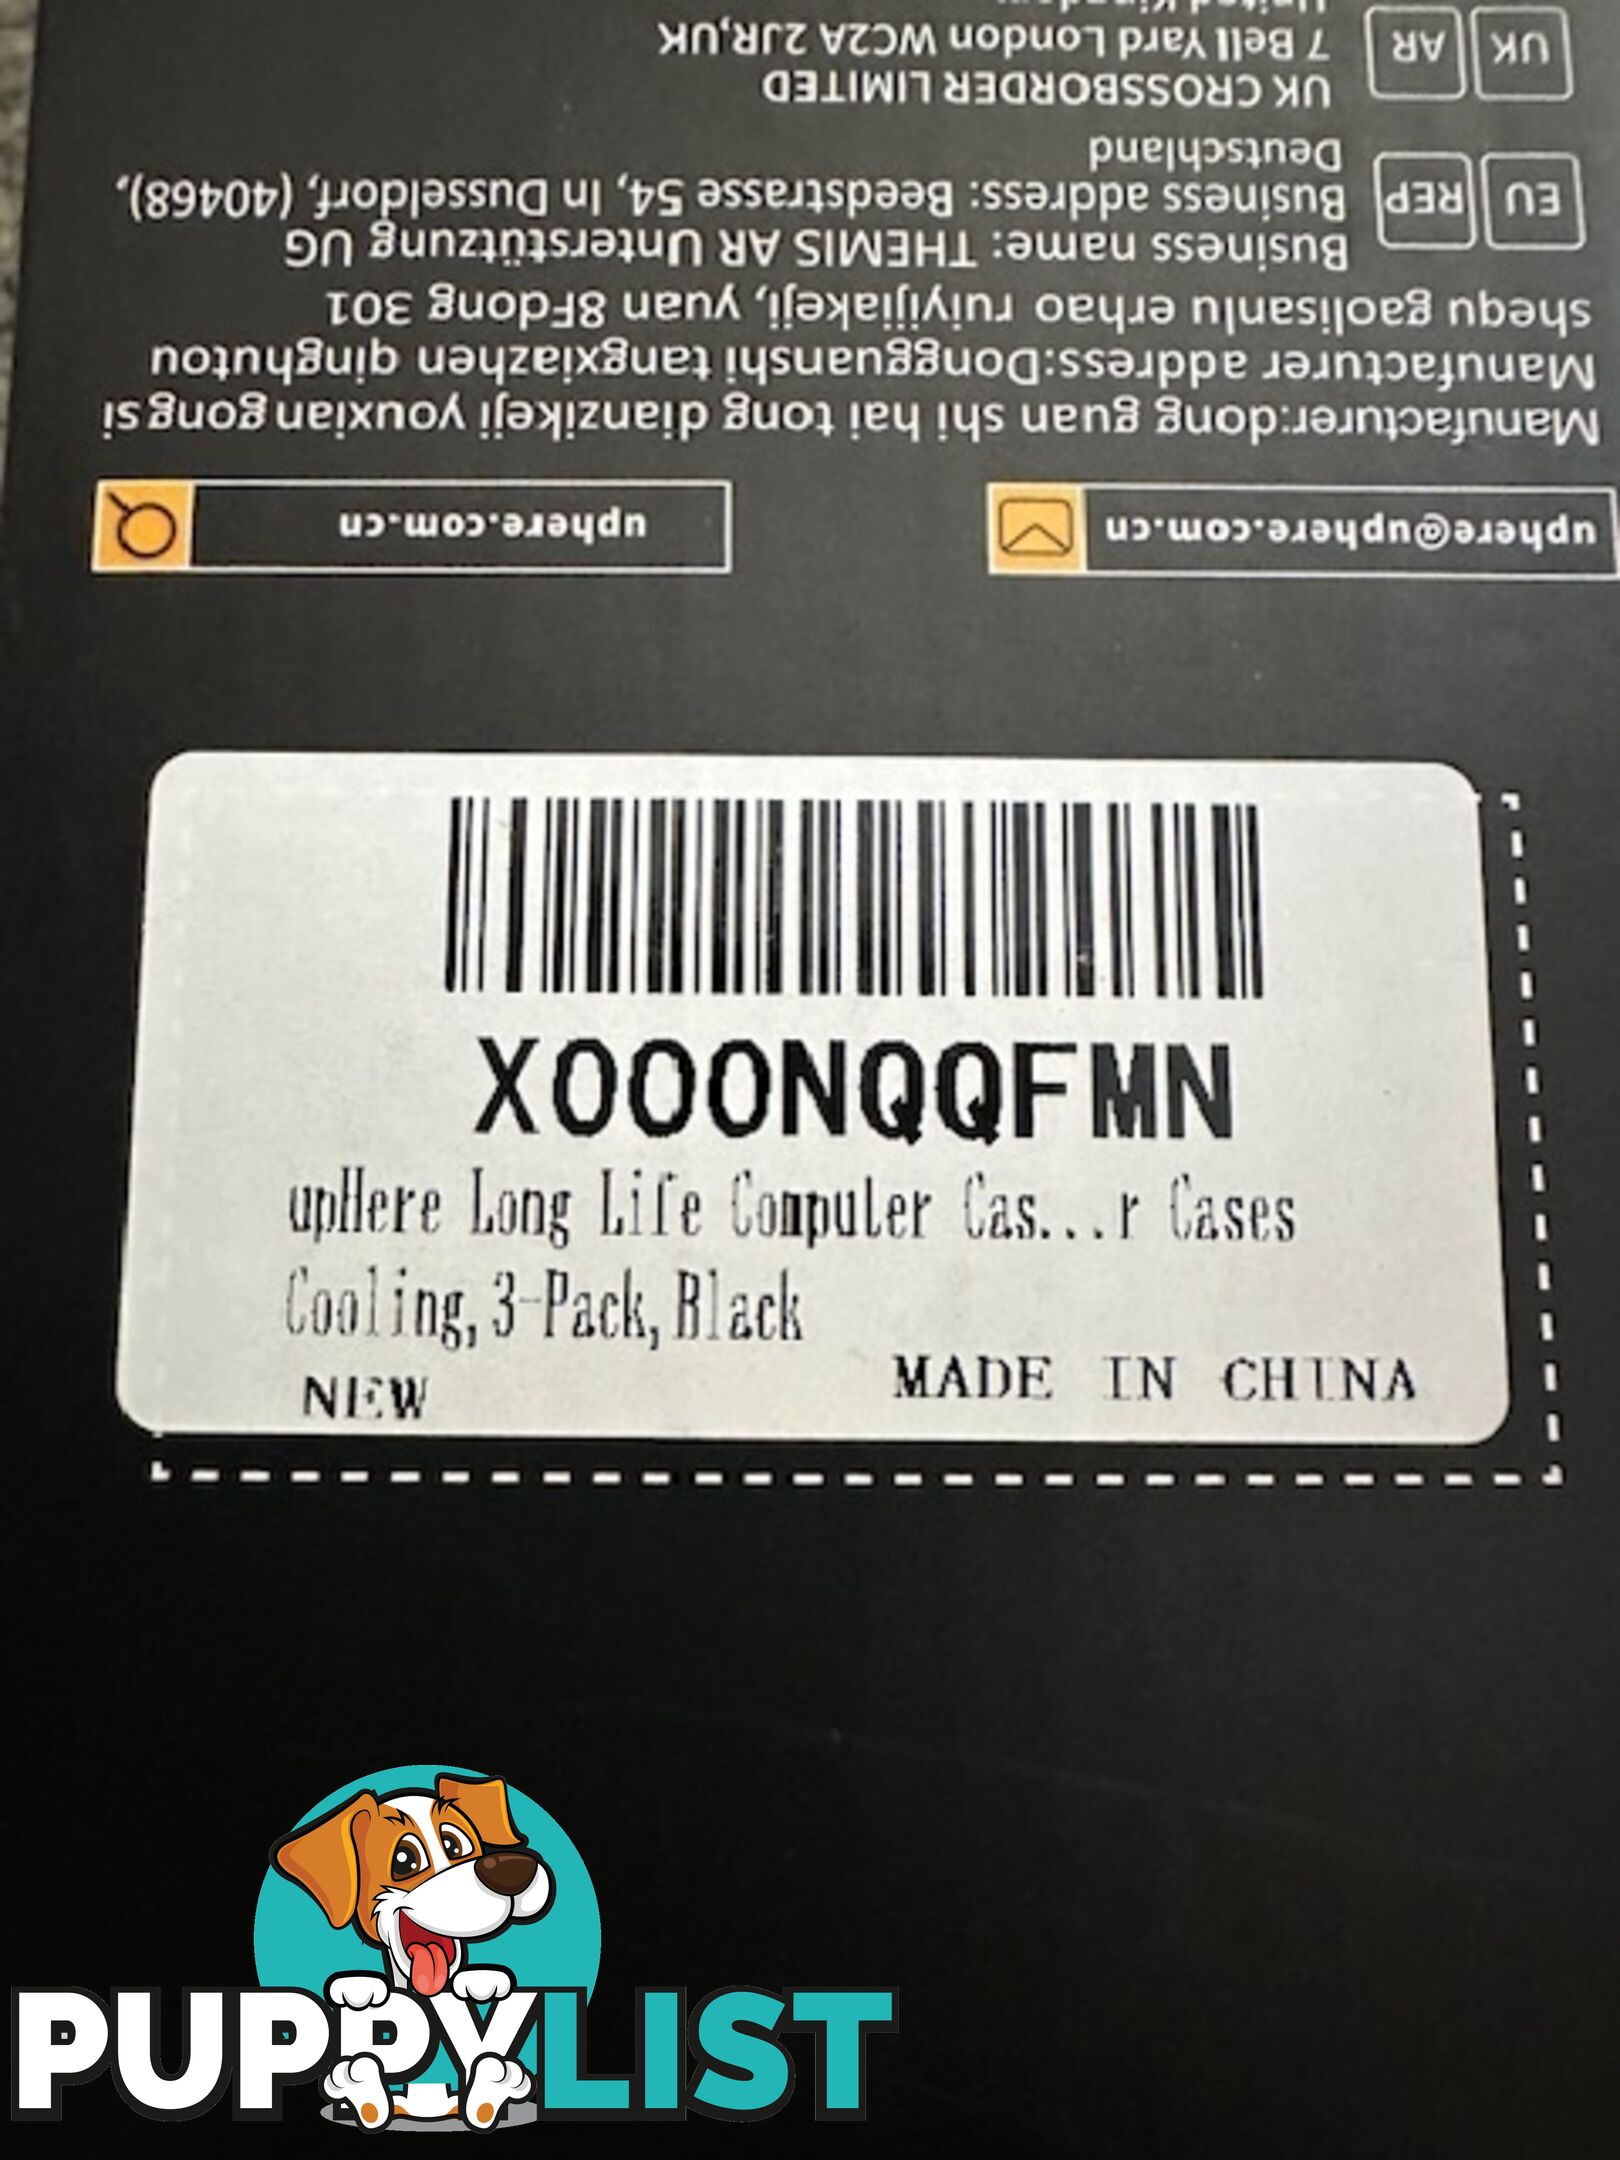 United Kingdom
7 Bell Yard London WC2A 2JR,UK
UK CROSSBORDER LIMITED
UK AR
Deutschland
Business address: Beedstrasse 54, In Dusseldorf, (40468),
Business name: THEMIS AR Unterstützung UG
EU REP
shequ gaolisanlu erhao ruiyijiakeji, yuan 8Fdong 301
Manufacturer address:Dongguanshi tangxiazhen qinghutou
Manufacturer:dong guan shi hai tong dianzikeji youxian gong si
uphere.com.cn
uphere@uphere.com.cn
X000NQQFMN
upHere Long Life Computer Cas...r Cases
Cooling,3-Pack,Black
NEW
MADE IN CHINA
PUPPYLIST